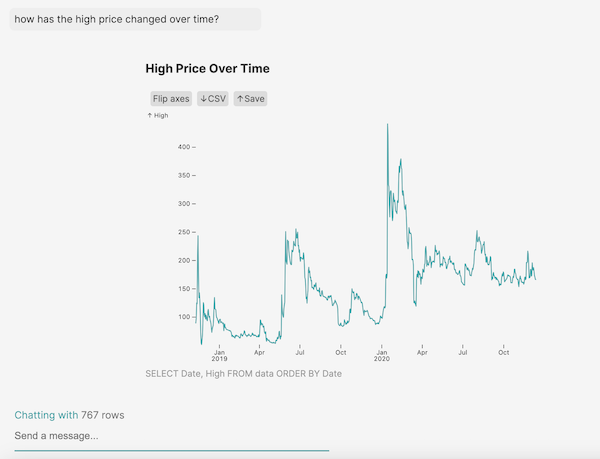 how has the high price changed over time?
High Price Over Time
Flip axes ↓CSV ↑Save
↑ High
400
350
300
250
200
150
100
Jan Apr Jul Oct Jan Apr Jul Oct
2019 2020
SELECT Date, High FROM data ORDER BY Date
Chatting with 767 rows
Send a message...